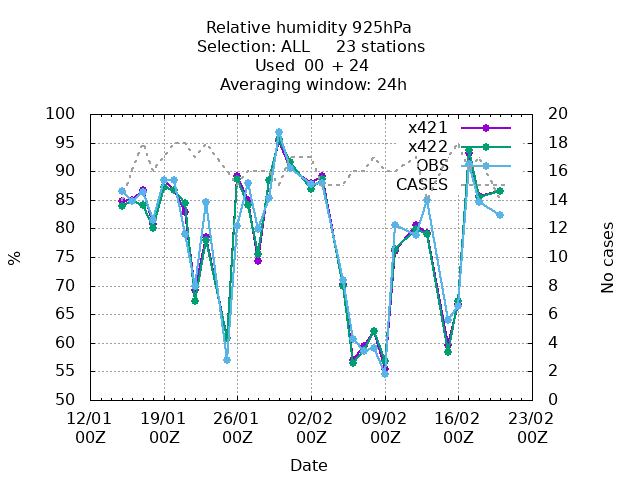 Relative humidity 925hPa
Selection: ALL 23 stations
Used 00 + 24
Averaging window: 24h
100 20
95 18
90 16
85 14
80 12
75 10
70 8
65 6
60 4
55 2
50 0
x421
x422
OBS
CASES
%
No cases
12/01 19/01 26/01 02/02 09/02 16/02 23/02
00Z 00Z 00Z 00Z 00Z 00Z 00Z
Date